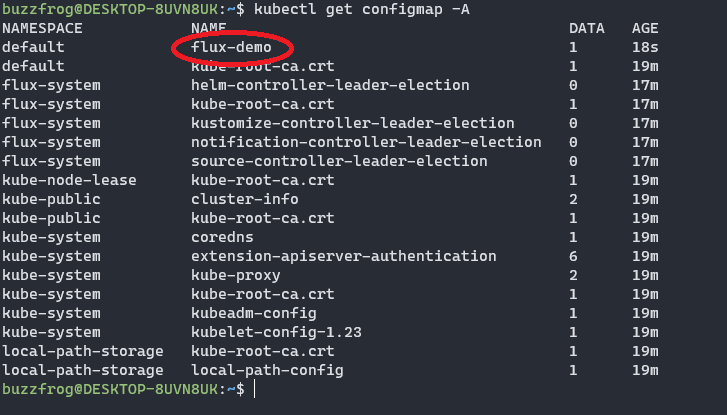 buzzfrog@DESKTOP-8UVN8UK:~$ kubectl get configmap -A
NAMESPACE NAME DATA AGE
default flux-demo 1 18s
default kube-root-ca.crt 1 19m
flux-system helm-controller-leader-election 0 17m
flux-system kube-root-ca.crt 1 17m
flux-system kustomize-controller-leader-election 0 17m
flux-system notification-controller-leader-election 0 17m
flux-system source-controller-leader-election 0 17m
kube-node-lease kube-root-ca.crt 1 19m
kube-public cluster-info 2 19m
kube-public kube-root-ca.crt 1 19m
kube-system coredns 1 19m
kube-system extension-apiserver-authentication 6 19m
kube-system kube-proxy 2 19m
kube-system kube-root-ca.crt 1 19m
kube-system kubeadm-config 1 19m
kube-system kubelet-config-1.23 1 19m
local-path-storage kube-root-ca.crt 1 19m
local-path-storage local-path-config 1 19m
buzzfrog@DESKTOP-8UVN8UK:~$